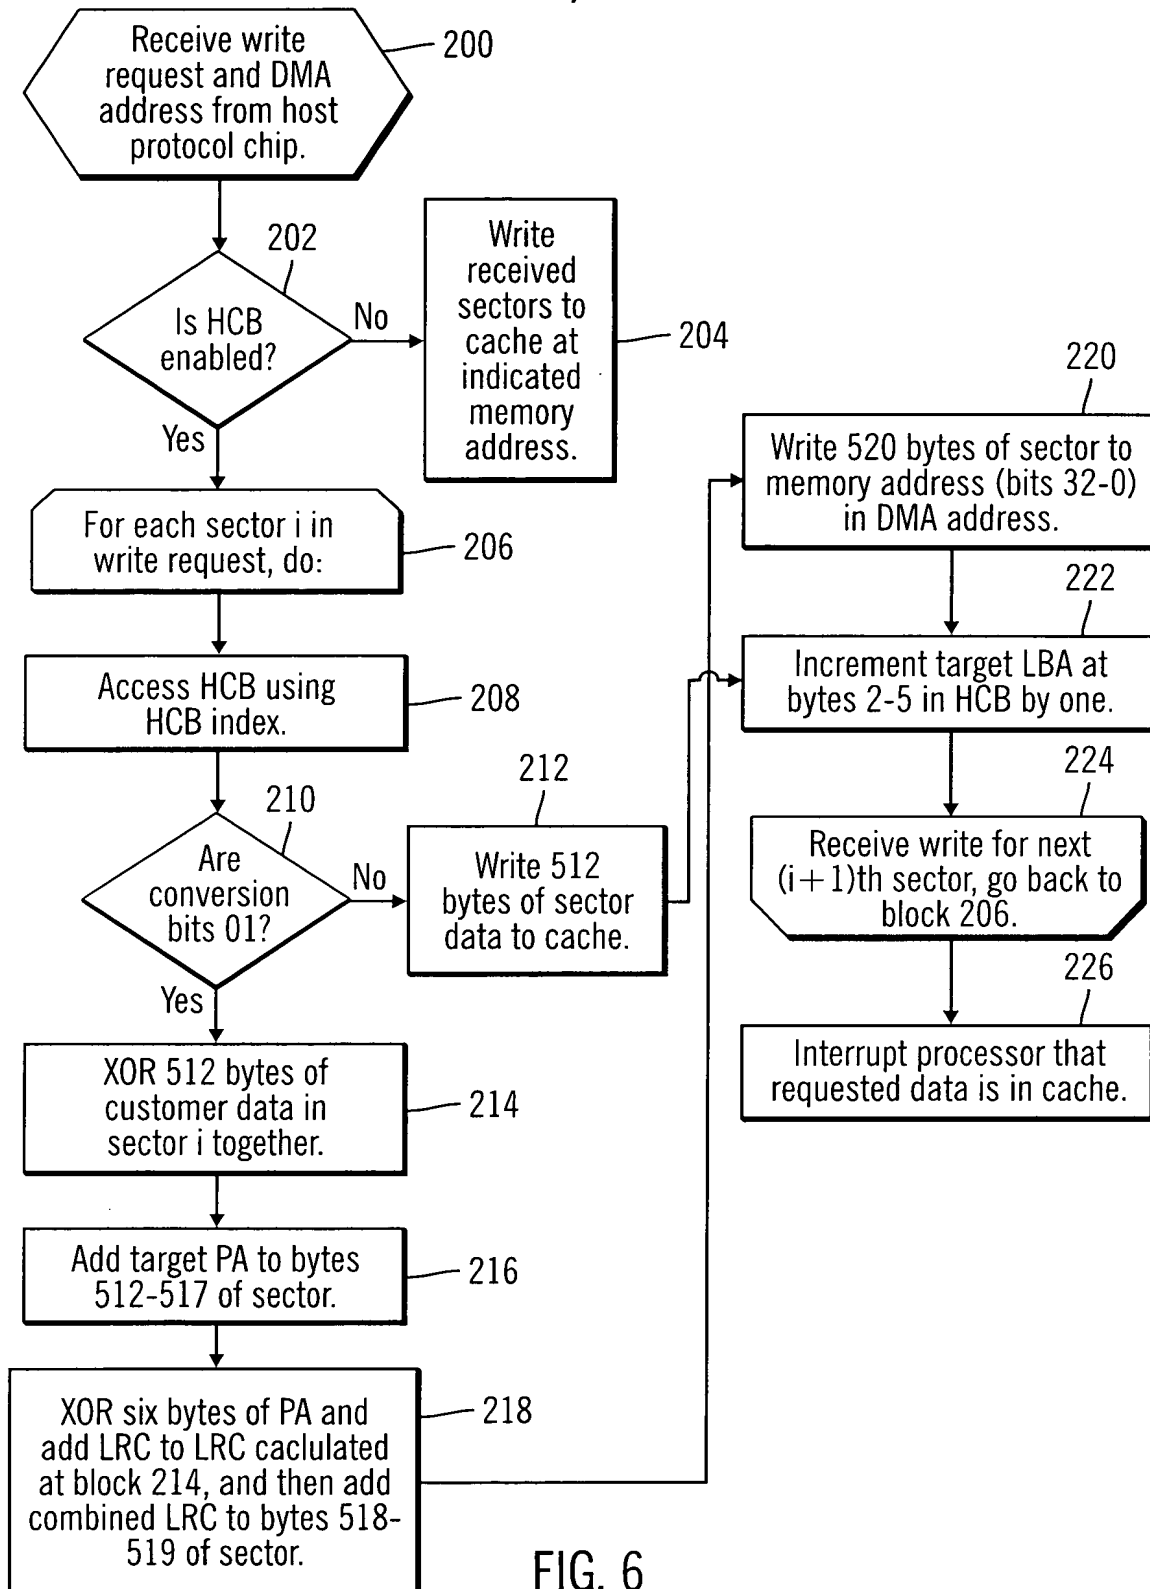 Receive write
request and DMA
address from host
protocol chip.
200
202
Is HCB
enabled?
No
Yes
Write
received
sectors to
cache at
indicated
memory
address.
204
For each sector i in
write request, do:
206
Access HCB using
HCB index.
208
210
Are
conversion
bits 01?
No
Yes
212
Write 512
bytes of sector
data to cache.
XOR 512 bytes of
customer data in
sector i together.
214
Add target PA to bytes
512-517 of sector.
216
XOR six bytes of PA and
add LRC to LRC caclulated
at block 214, and then add
combined LRC to bytes 518-
519 of sector.
218
220
Write 520 bytes of sector to
memory address (bits 32-0)
in DMA address.
222
Increment target LBA at
bytes 2-5 in HCB by one.
224
Receive write for next
(i+1)th sector, go back to
block 206.
226
Interrupt processor that
requested data is in cache.
FIG. 6